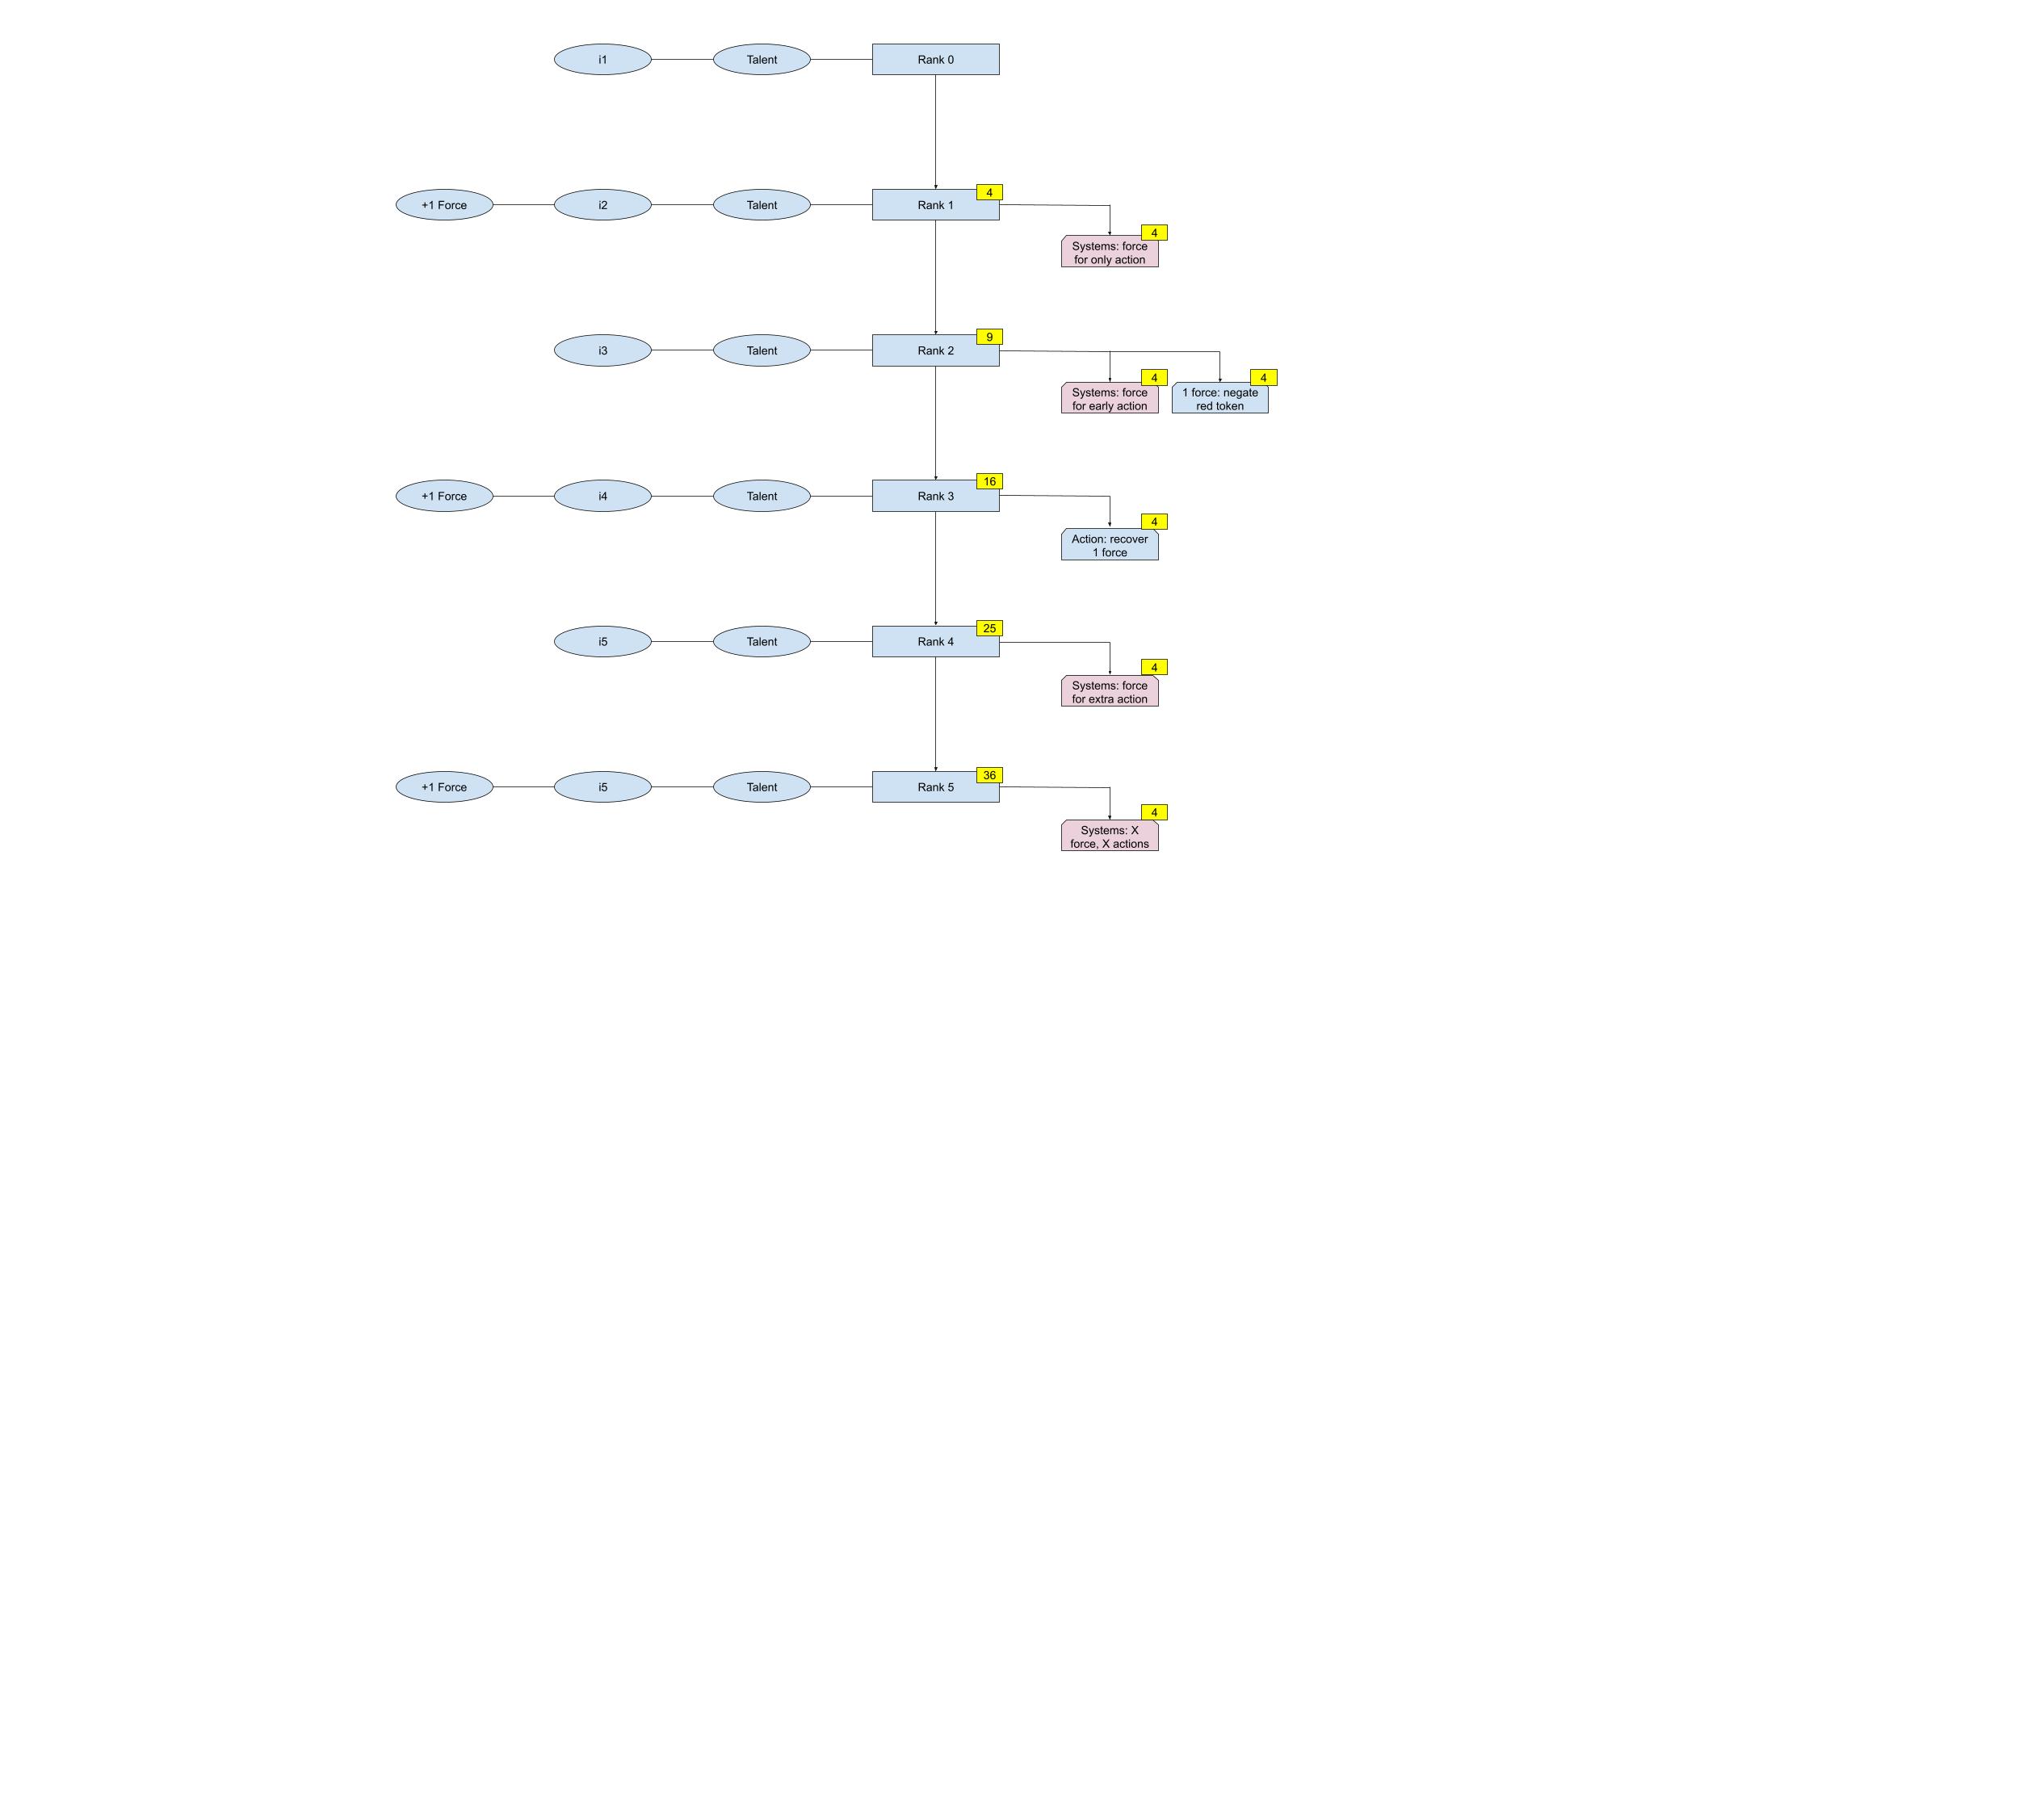 i1
Talent
Rank 0
+1 Force
i2
Talent
Rank 1
4
4
Systems: force
for only action
i3
Talent
Rank 2
9
4
Systems: force
for early action
4
1 force: negate
red token
+1 Force
i4
Talent
Rank 3
16
4
Action: recover
1 force
i5
Talent
Rank 4
25
4
Systems: force
for extra action
+1 Force
i5
Talent
Rank 5
36
4
Systems: X
force, X actions